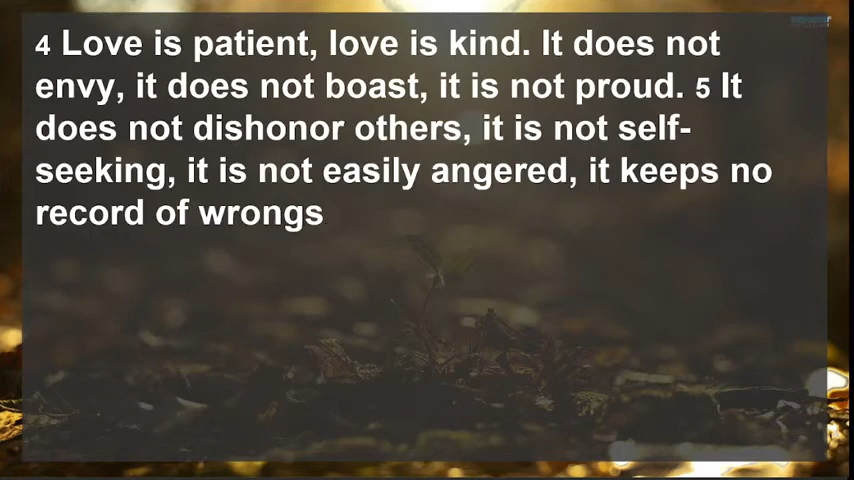 4 Love is patient, love is kind. It does not
envy, it does not boast, it is not proud. 5 It
does not dishonor others, it is not self-
seeking, it is not easily angered, it keeps no
record of wrongs